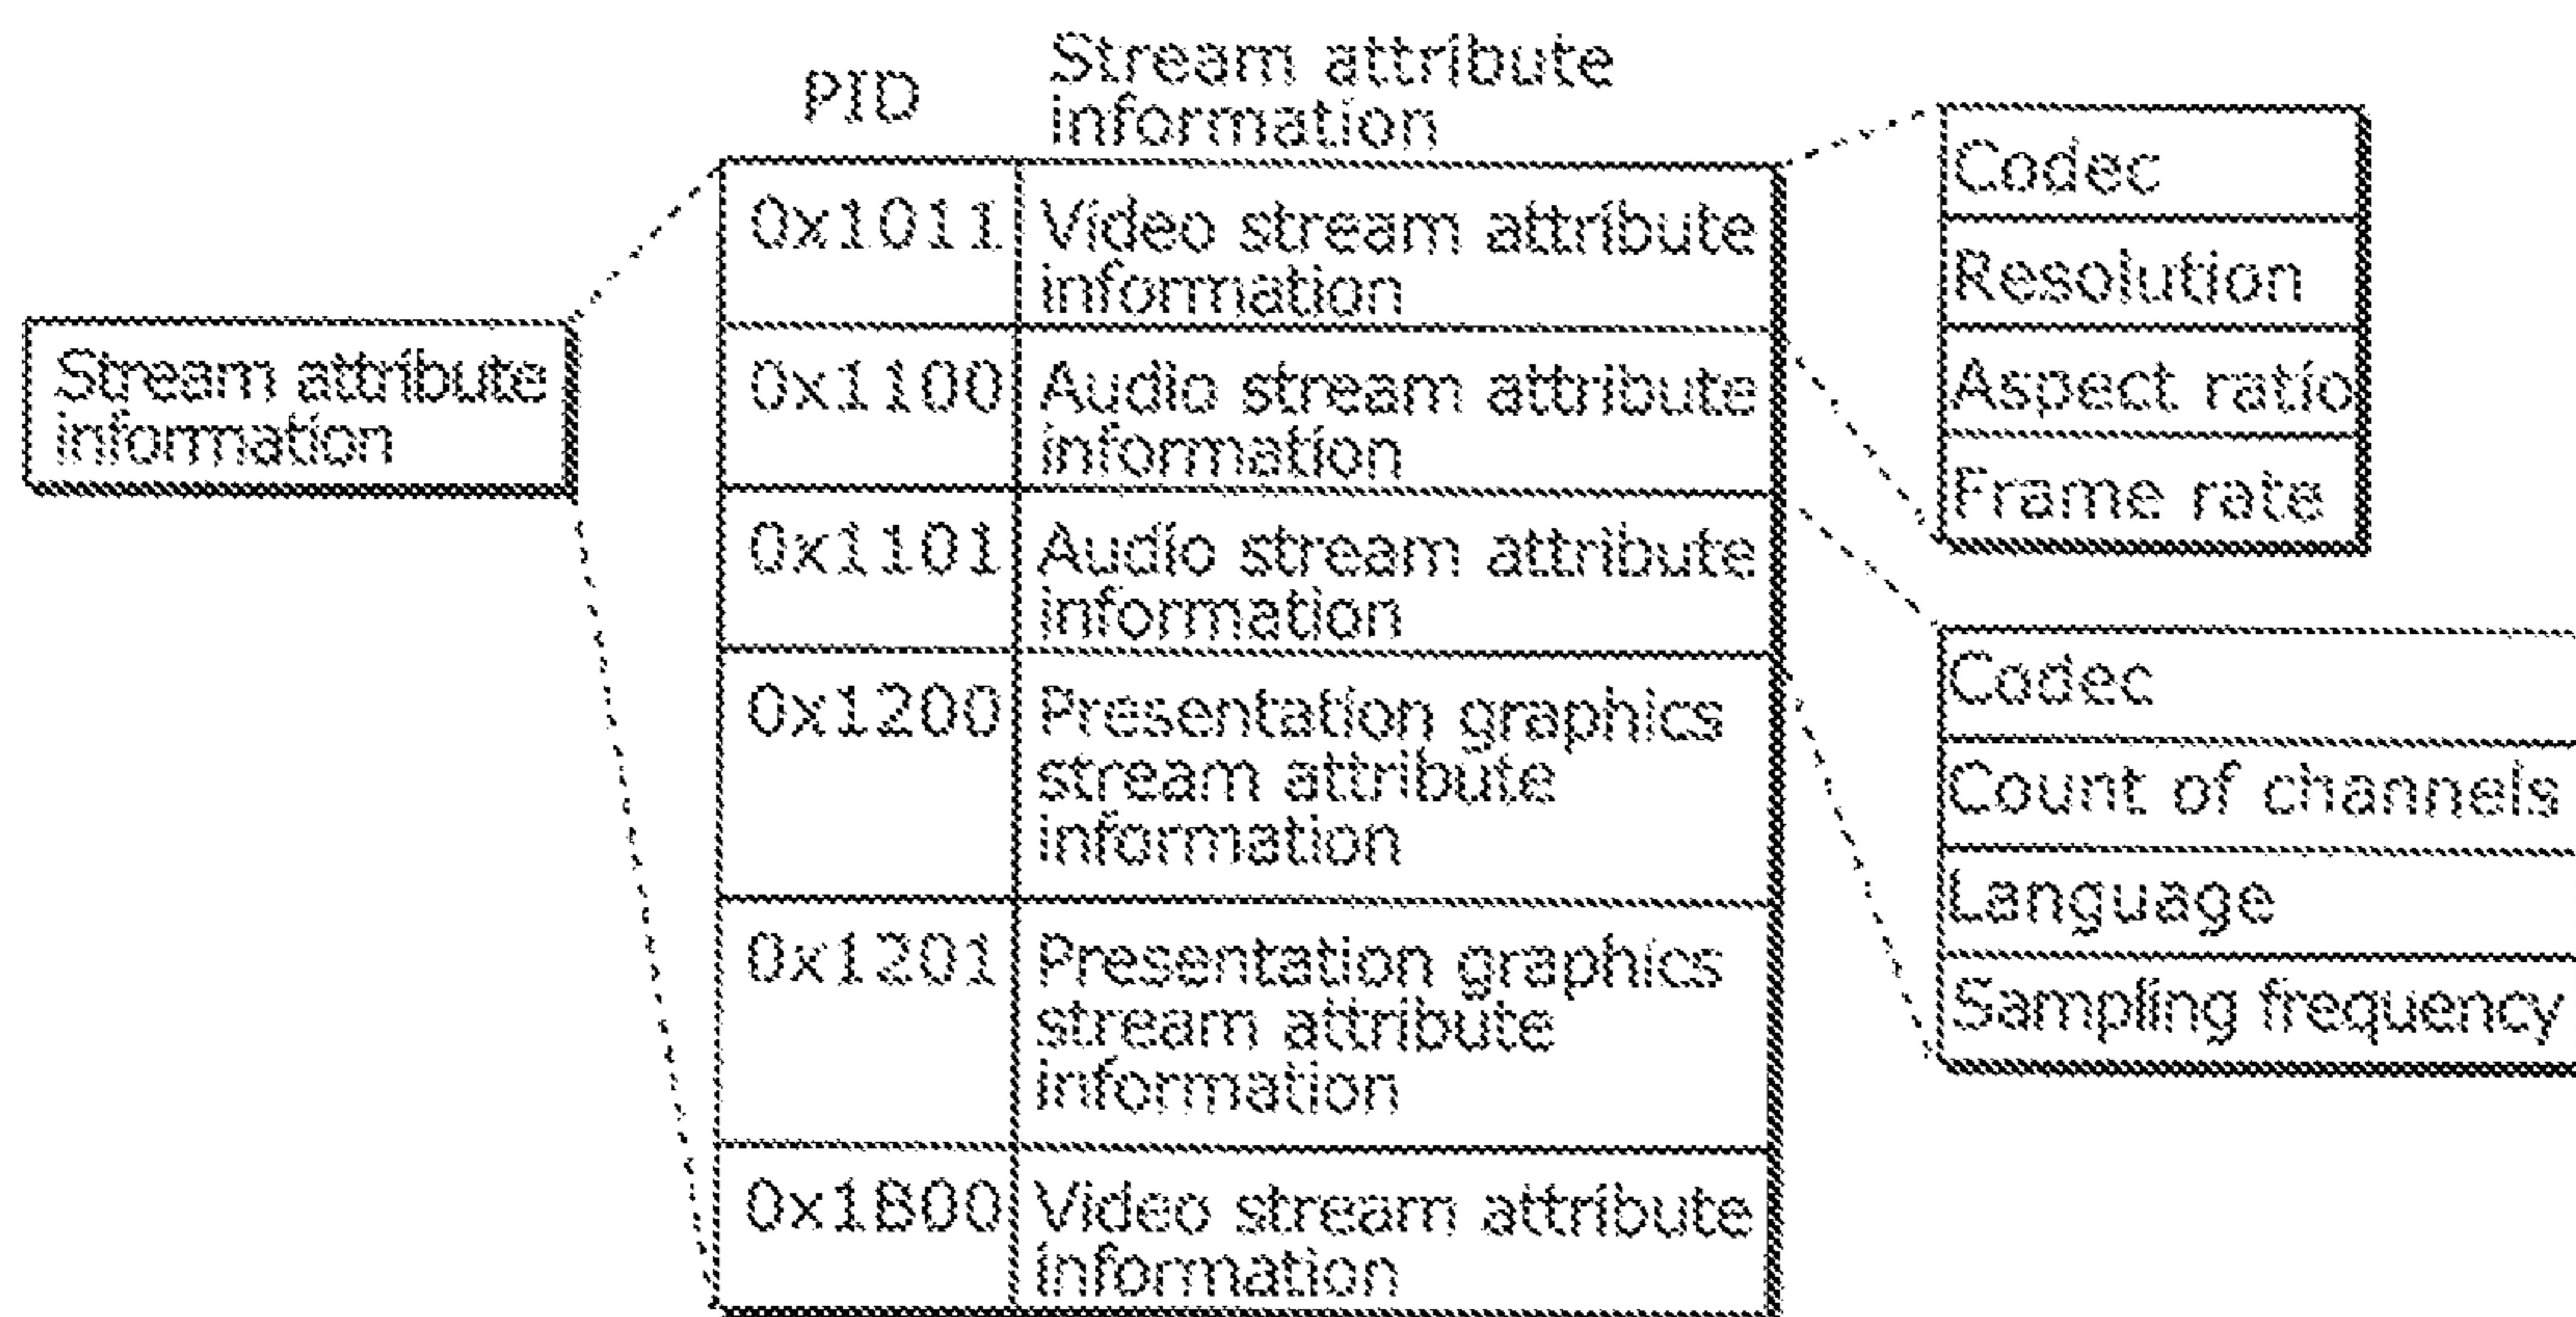 Stream attribute
information
PID
Stream attribute
information
0x1011
Video stream attribute
information
0x1100
Audio stream attribute
information
0x1101
Audio stream attribute
information
0x1200
Presentation graphics
stream attribute
information
0x1201
Presentation graphics
stream attribute
information
0x1B00
Video stream attribute
information
Codec
Resolution
Aspect ratio
Frame rate
Codec
Count of channels
Language
Sampling frequency